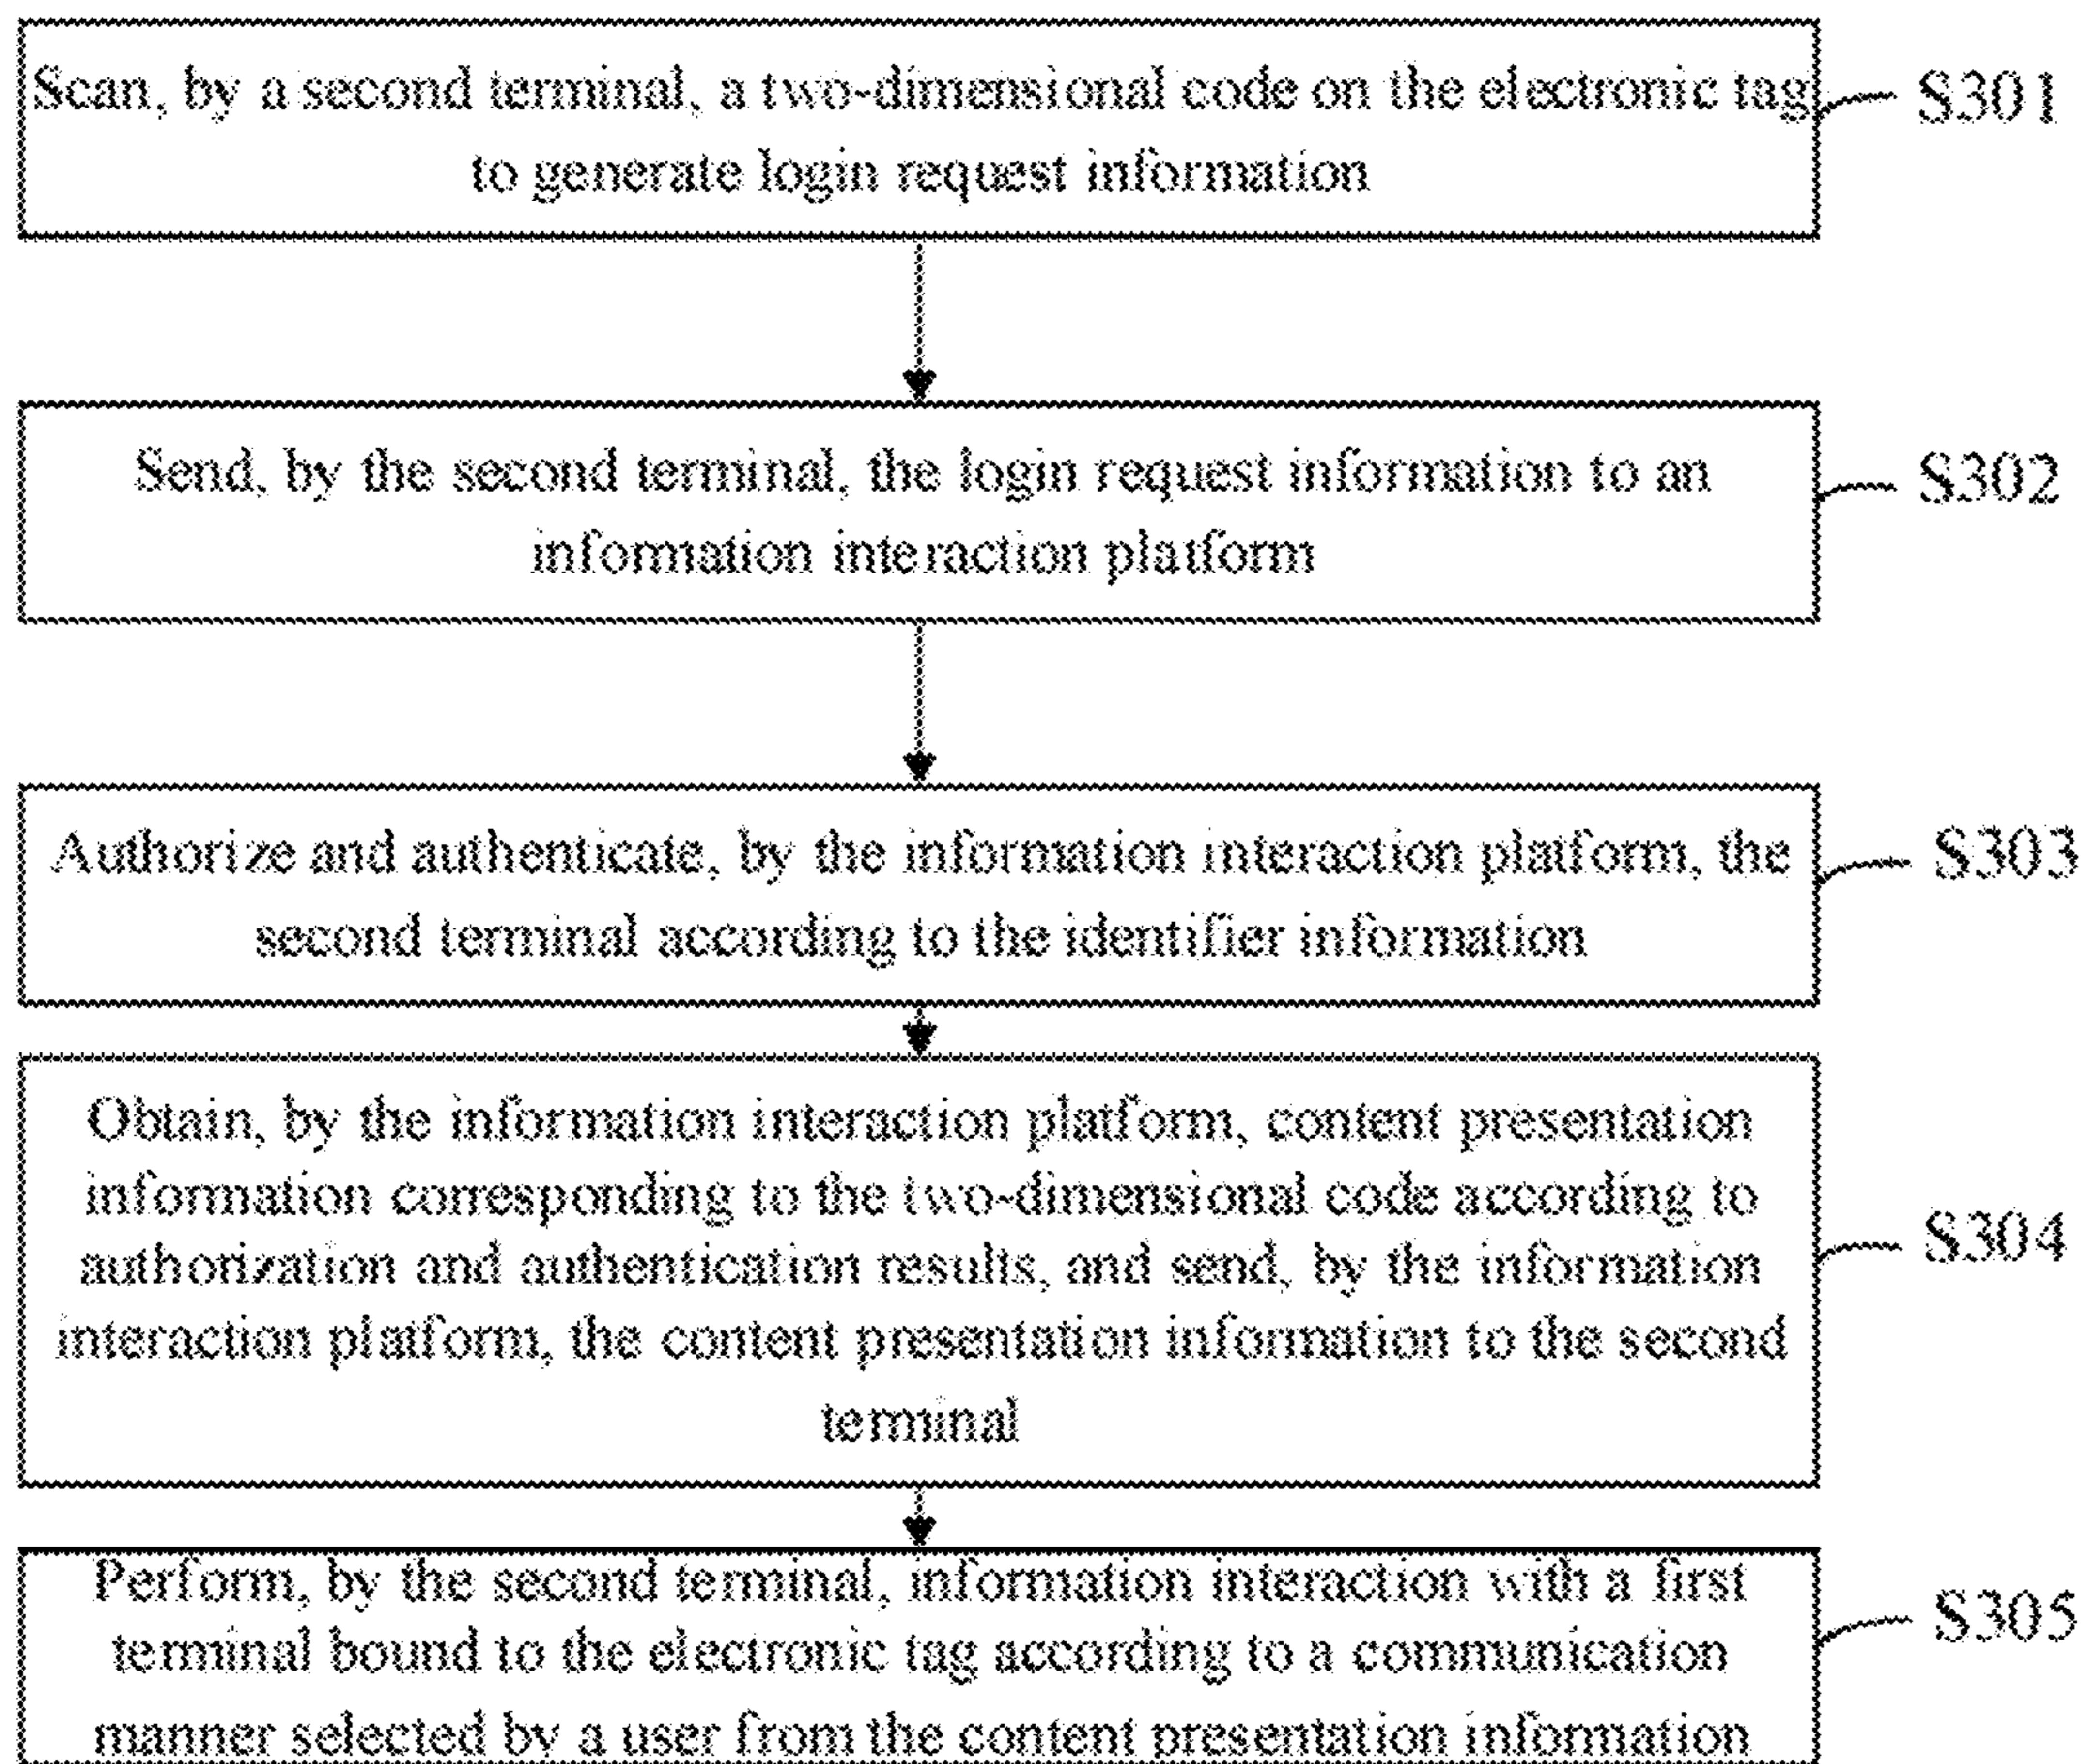 Scan, by a second terminal, a two-dimensional code on the electronic tag
to generate login request information
S301
Send, by the second terminal, the login request information to an
information interaction platform
S302
Authorize and authenticate, by the information interaction platform, the
second terminal according to the identifier information
S303
Obtain, by the information interaction platform, content presentation
information corresponding to the two-dimensional code according to
authorization and authentication results, and send, by the information
interaction platform, the content presentation information to the second
terminal
S304
Perform, by the second terminal, information interaction with a first
terminal bound to the electronic tag according to a communication
manner selected by a user from the content presentation information
S305